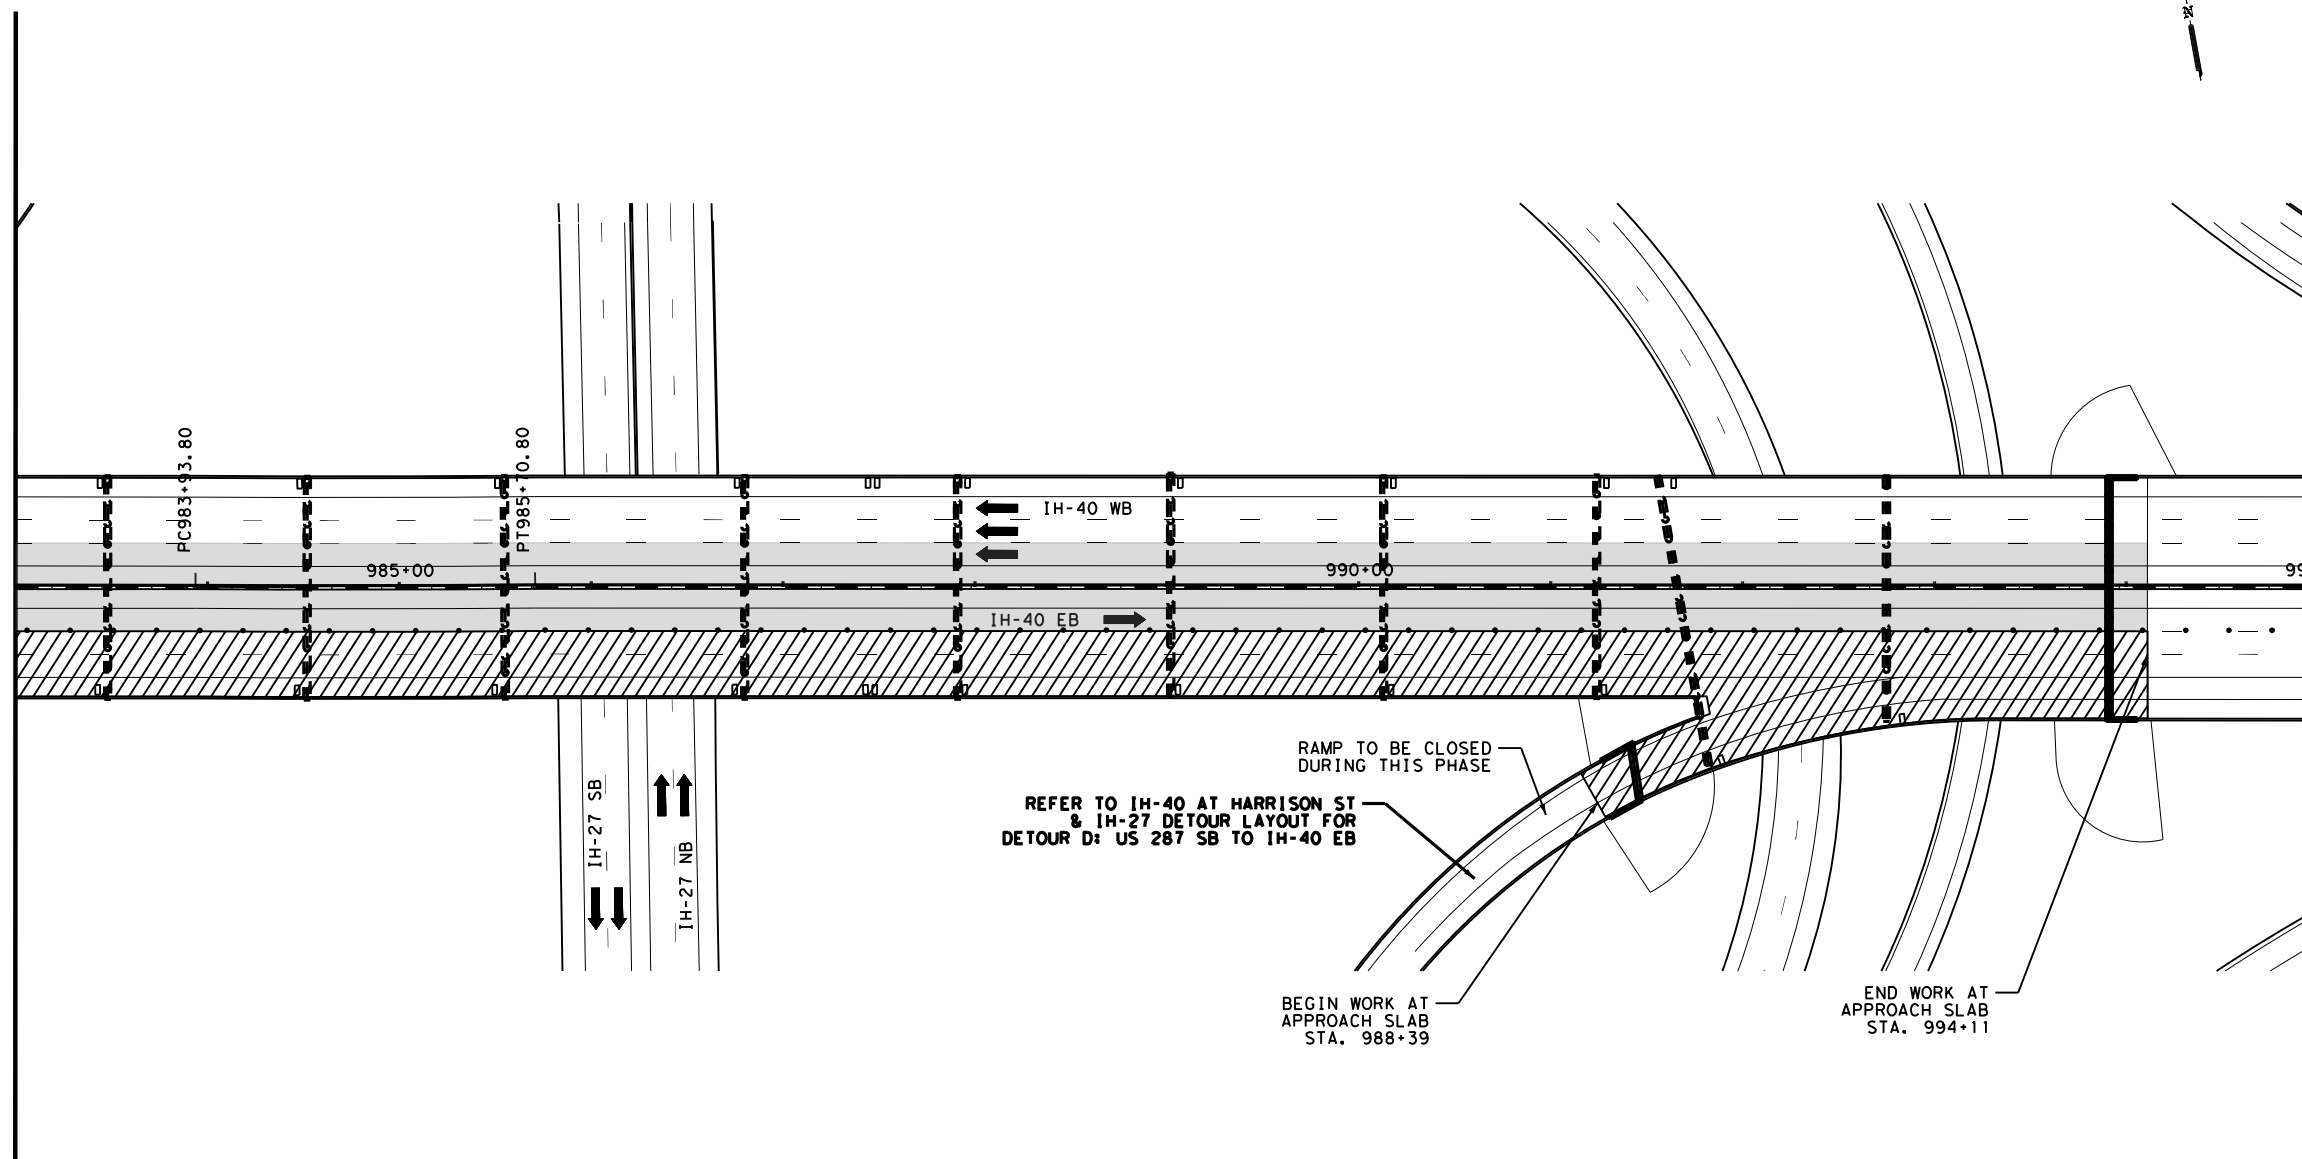 PC983+93.80
PT985+70.80
IH-40 WB
985+00
990+00
99
IH-40 EB
IH-27 SB
IH-27 NB
RAMP TO BE CLOSED
DURING THIS PHASE
REFER TO IH-40 AT HARRISON ST
& IH-27 DETOUR LAYOUT FOR
DETOUR D: US 287 SB TO IH-40 EB
BEGIN WORK AT
APPROACH SLAB
STA. 988+39
END WORK AT
APPROACH SLAB
STA. 994+11